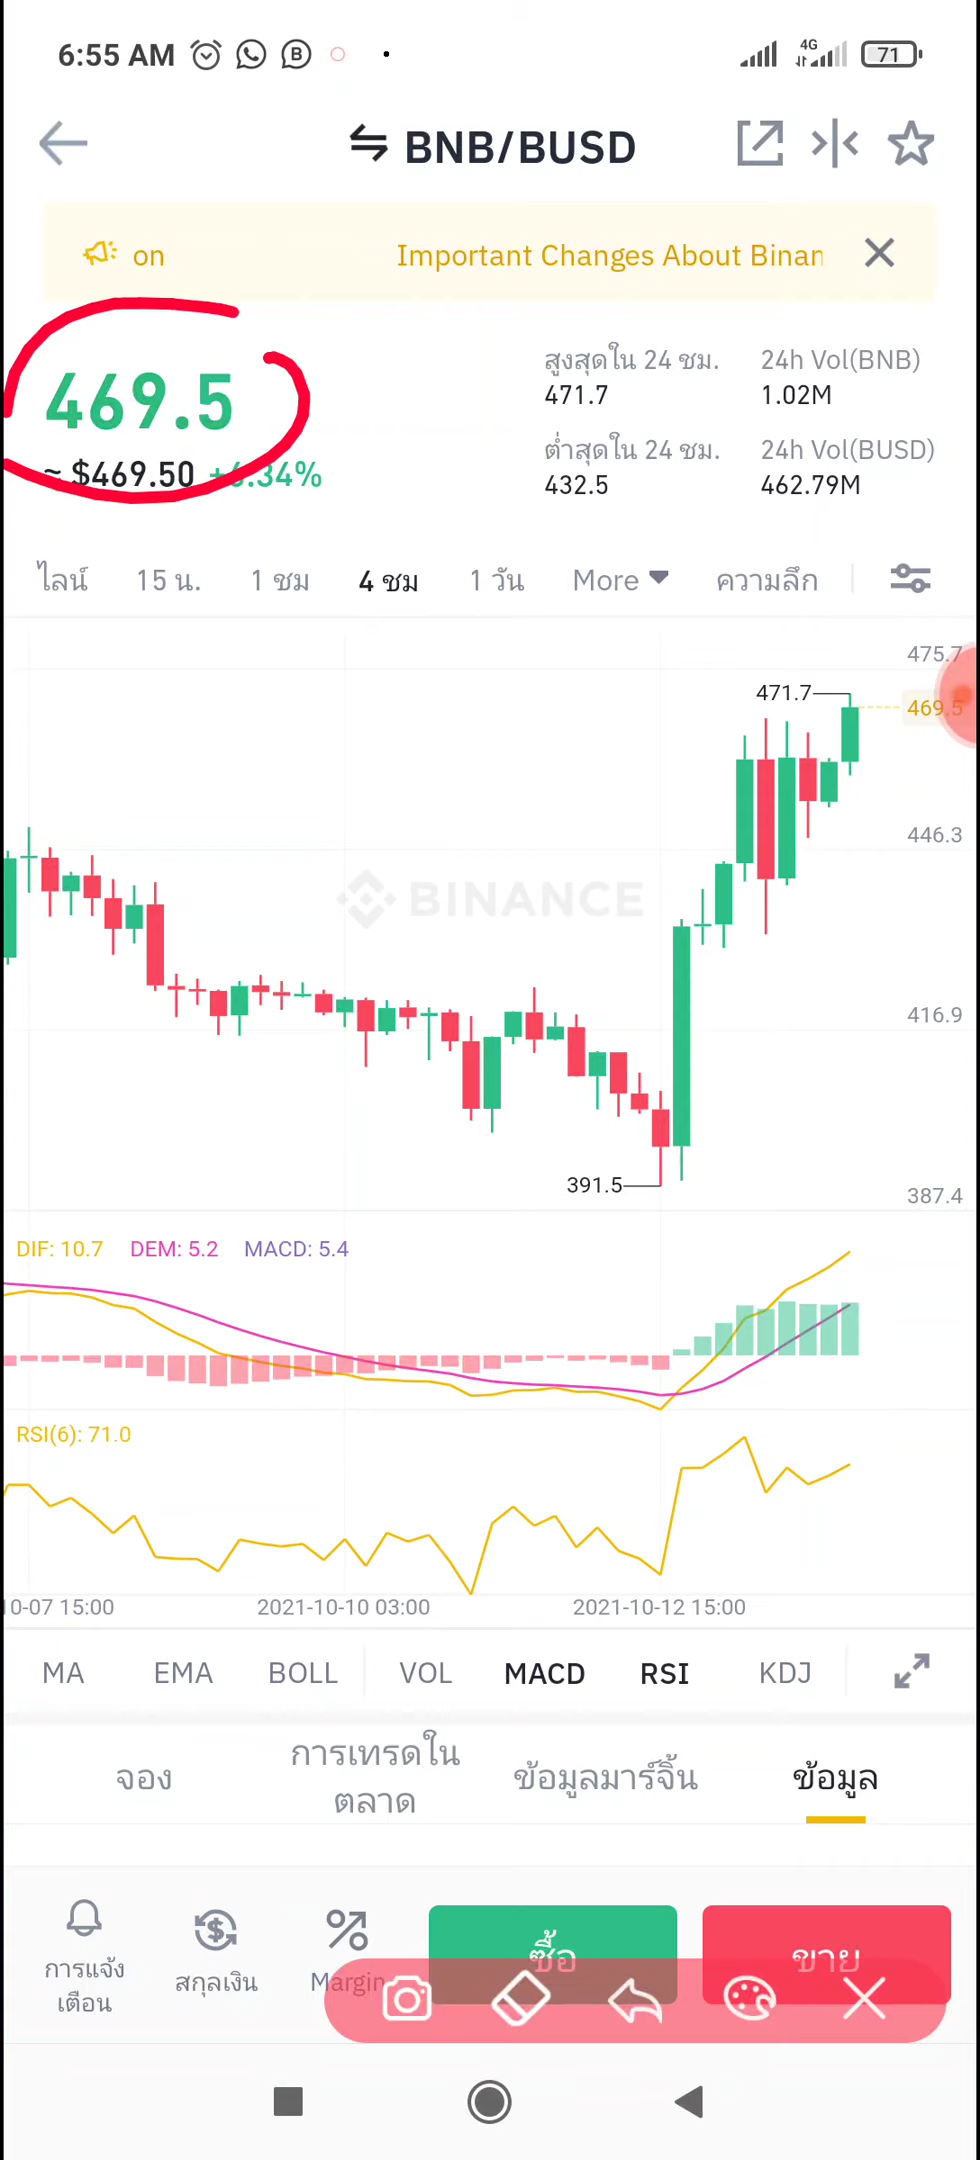 6:55 AM 4G 71
BNB/BUSD
on Important Changes About Binan
469.5
≈ $469.50 +6.34%
สูงสุดใน 24 ชม. 24h Vol(BNB)
471.7 1.02M
ต่ำสุดใน 24 ชม. 24h Vol(BUSD)
432.5 462.79M
ไลน์ 15 น. 1 ชม 4 ชม 1 วัน More ความลึก
475.7
471.7
469.5
446.3
BINANCE
416.9
391.5
387.4
DIF: 10.7 DEM: 5.2 MACD: 5.4
RSI(6): 71.0
10-07 15:00 2021-10-10 03:00 2021-10-12 15:00
MA EMA BOLL VOL MACD RSI KDJ
จอง การเทรดใน
ตลาด ข้อมูลมาร์จิ้น ข้อมูล
การแจ้ง
เตือน สกุลเงิน Margin ซื้อ ขาย